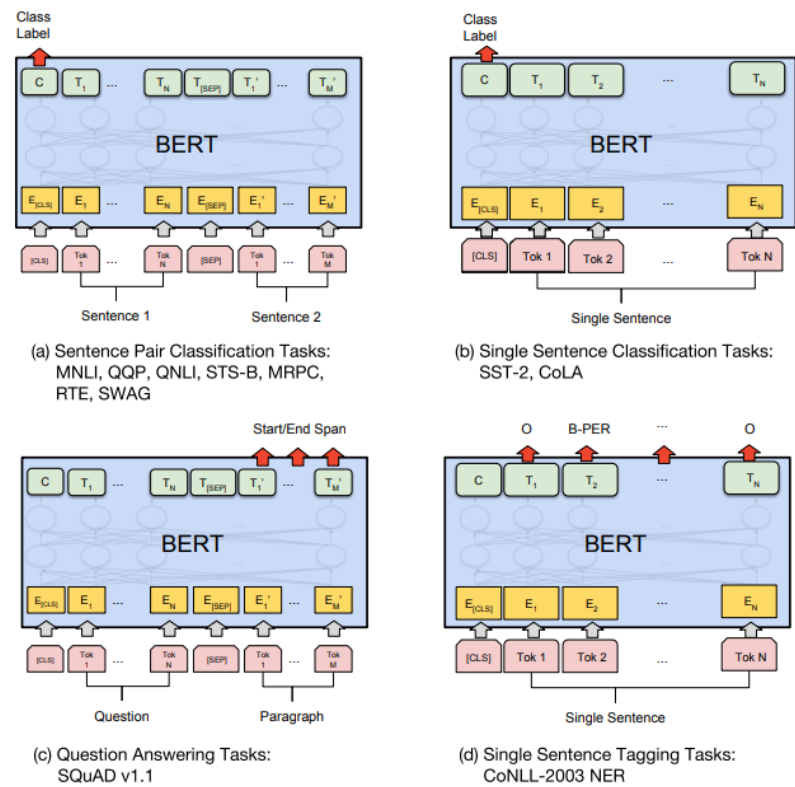 Class
Label
C T1 ... TN T[SEP] T1' ... TM'
BERT
E[CLS] E1 ... EN E[SEP] E1' ... EM'
[CLS] Tok 1 ... Tok N [SEP] Tok 1 ... Tok M
Sentence 1 Sentence 2
(a) Sentence Pair Classification Tasks:
MNLI, QQP, QNLI, STS-B, MRPC,
RTE, SWAG
Class
Label
C T1 T2 ... TN
BERT
E[CLS] E1 E2 ... EN
[CLS] Tok 1 Tok 2 ... Tok N
Single Sentence
(b) Single Sentence Classification Tasks:
SST-2, CoLA
Start/End Span
C T1 ... TN T[SEP] T1' ... TM'
BERT
E[CLS] E1 ... EN E[SEP] E1' ... EM'
[CLS] Tok 1 ... Tok N [SEP] Tok 1 ... Tok M
Question Paragraph
(c) Question Answering Tasks:
SQuAD v1.1
O B-PER ... O
C T1 T2 ... TN
BERT
E[CLS] E1 E2 ... EN
[CLS] Tok 1 Tok 2 ... Tok N
Single Sentence
(d) Single Sentence Tagging Tasks:
CoNLL-2003 NER